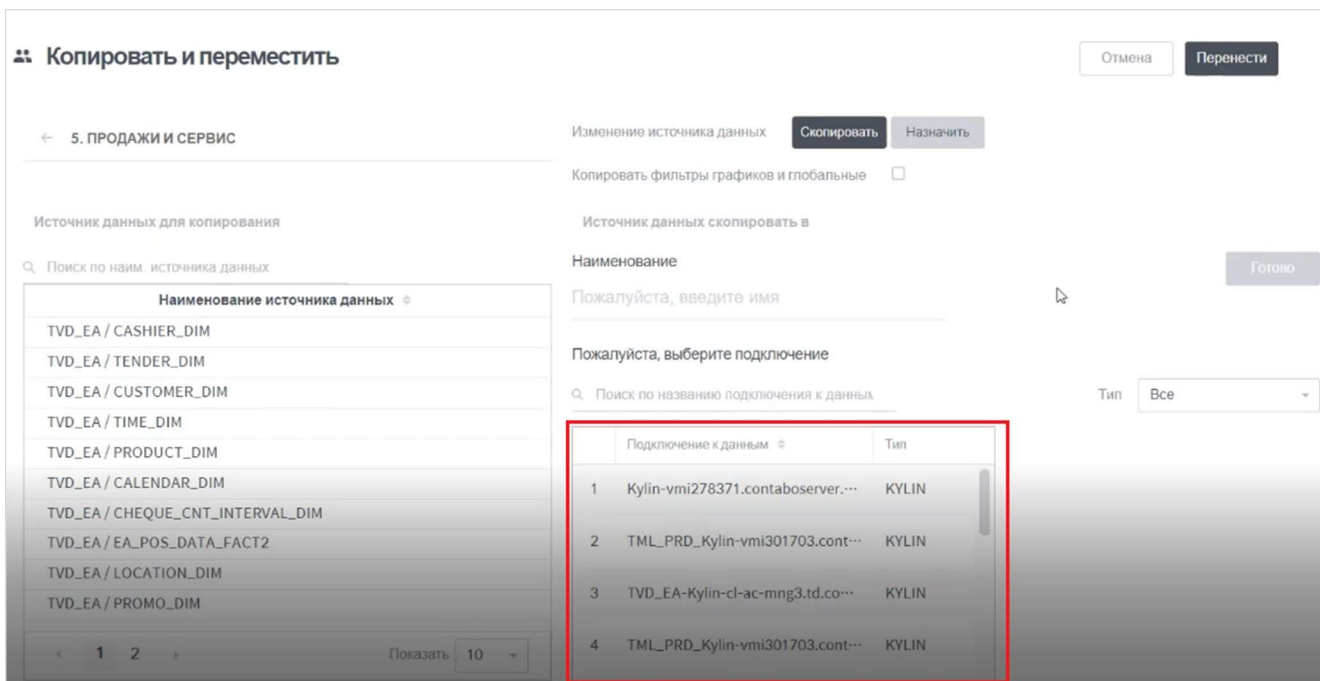 Копировать и переместить
Отмена
Перенести
← 5. ПРОДАЖИ И СЕРВИС
Изменение источника данных
Скопировать
Назначить
Копировать фильтры графиков и глобальные
Источник данных для копирования
Источник данных скопировать в
Поиск по наим. источника данных
Наименование
Готово
Пожалуйста, введите имя
Наименование источника данных
TVD_EA / CASHIER_DIM
TVD_EA / TENDER_DIM
TVD_EA / CUSTOMER_DIM
TVD_EA / TIME_DIM
TVD_EA / PRODUCT_DIM
TVD_EA / CALENDAR_DIM
TVD_EA / CHEQUE_CNT_INTERVAL_DIM
TVD_EA / EA_POS_DATA_FACT2
TVD_EA / LOCATION_DIM
TVD_EA / PROMO_DIM
1 2
Показать 10
Пожалуйста, выберите подключение
Поиск по названию подключения к данным
Тип Все
Подключение к данным Тип
1 Kylin-vmi278371.contaboserver.··· KYLIN
2 TML_PRD_Kylin-vmi301703.cont··· KYLIN
3 TVD_EA-Kylin-cl-ac-mng3.td.co··· KYLIN
4 TML_PRD_Kylin-vmi301703.cont··· KYLIN